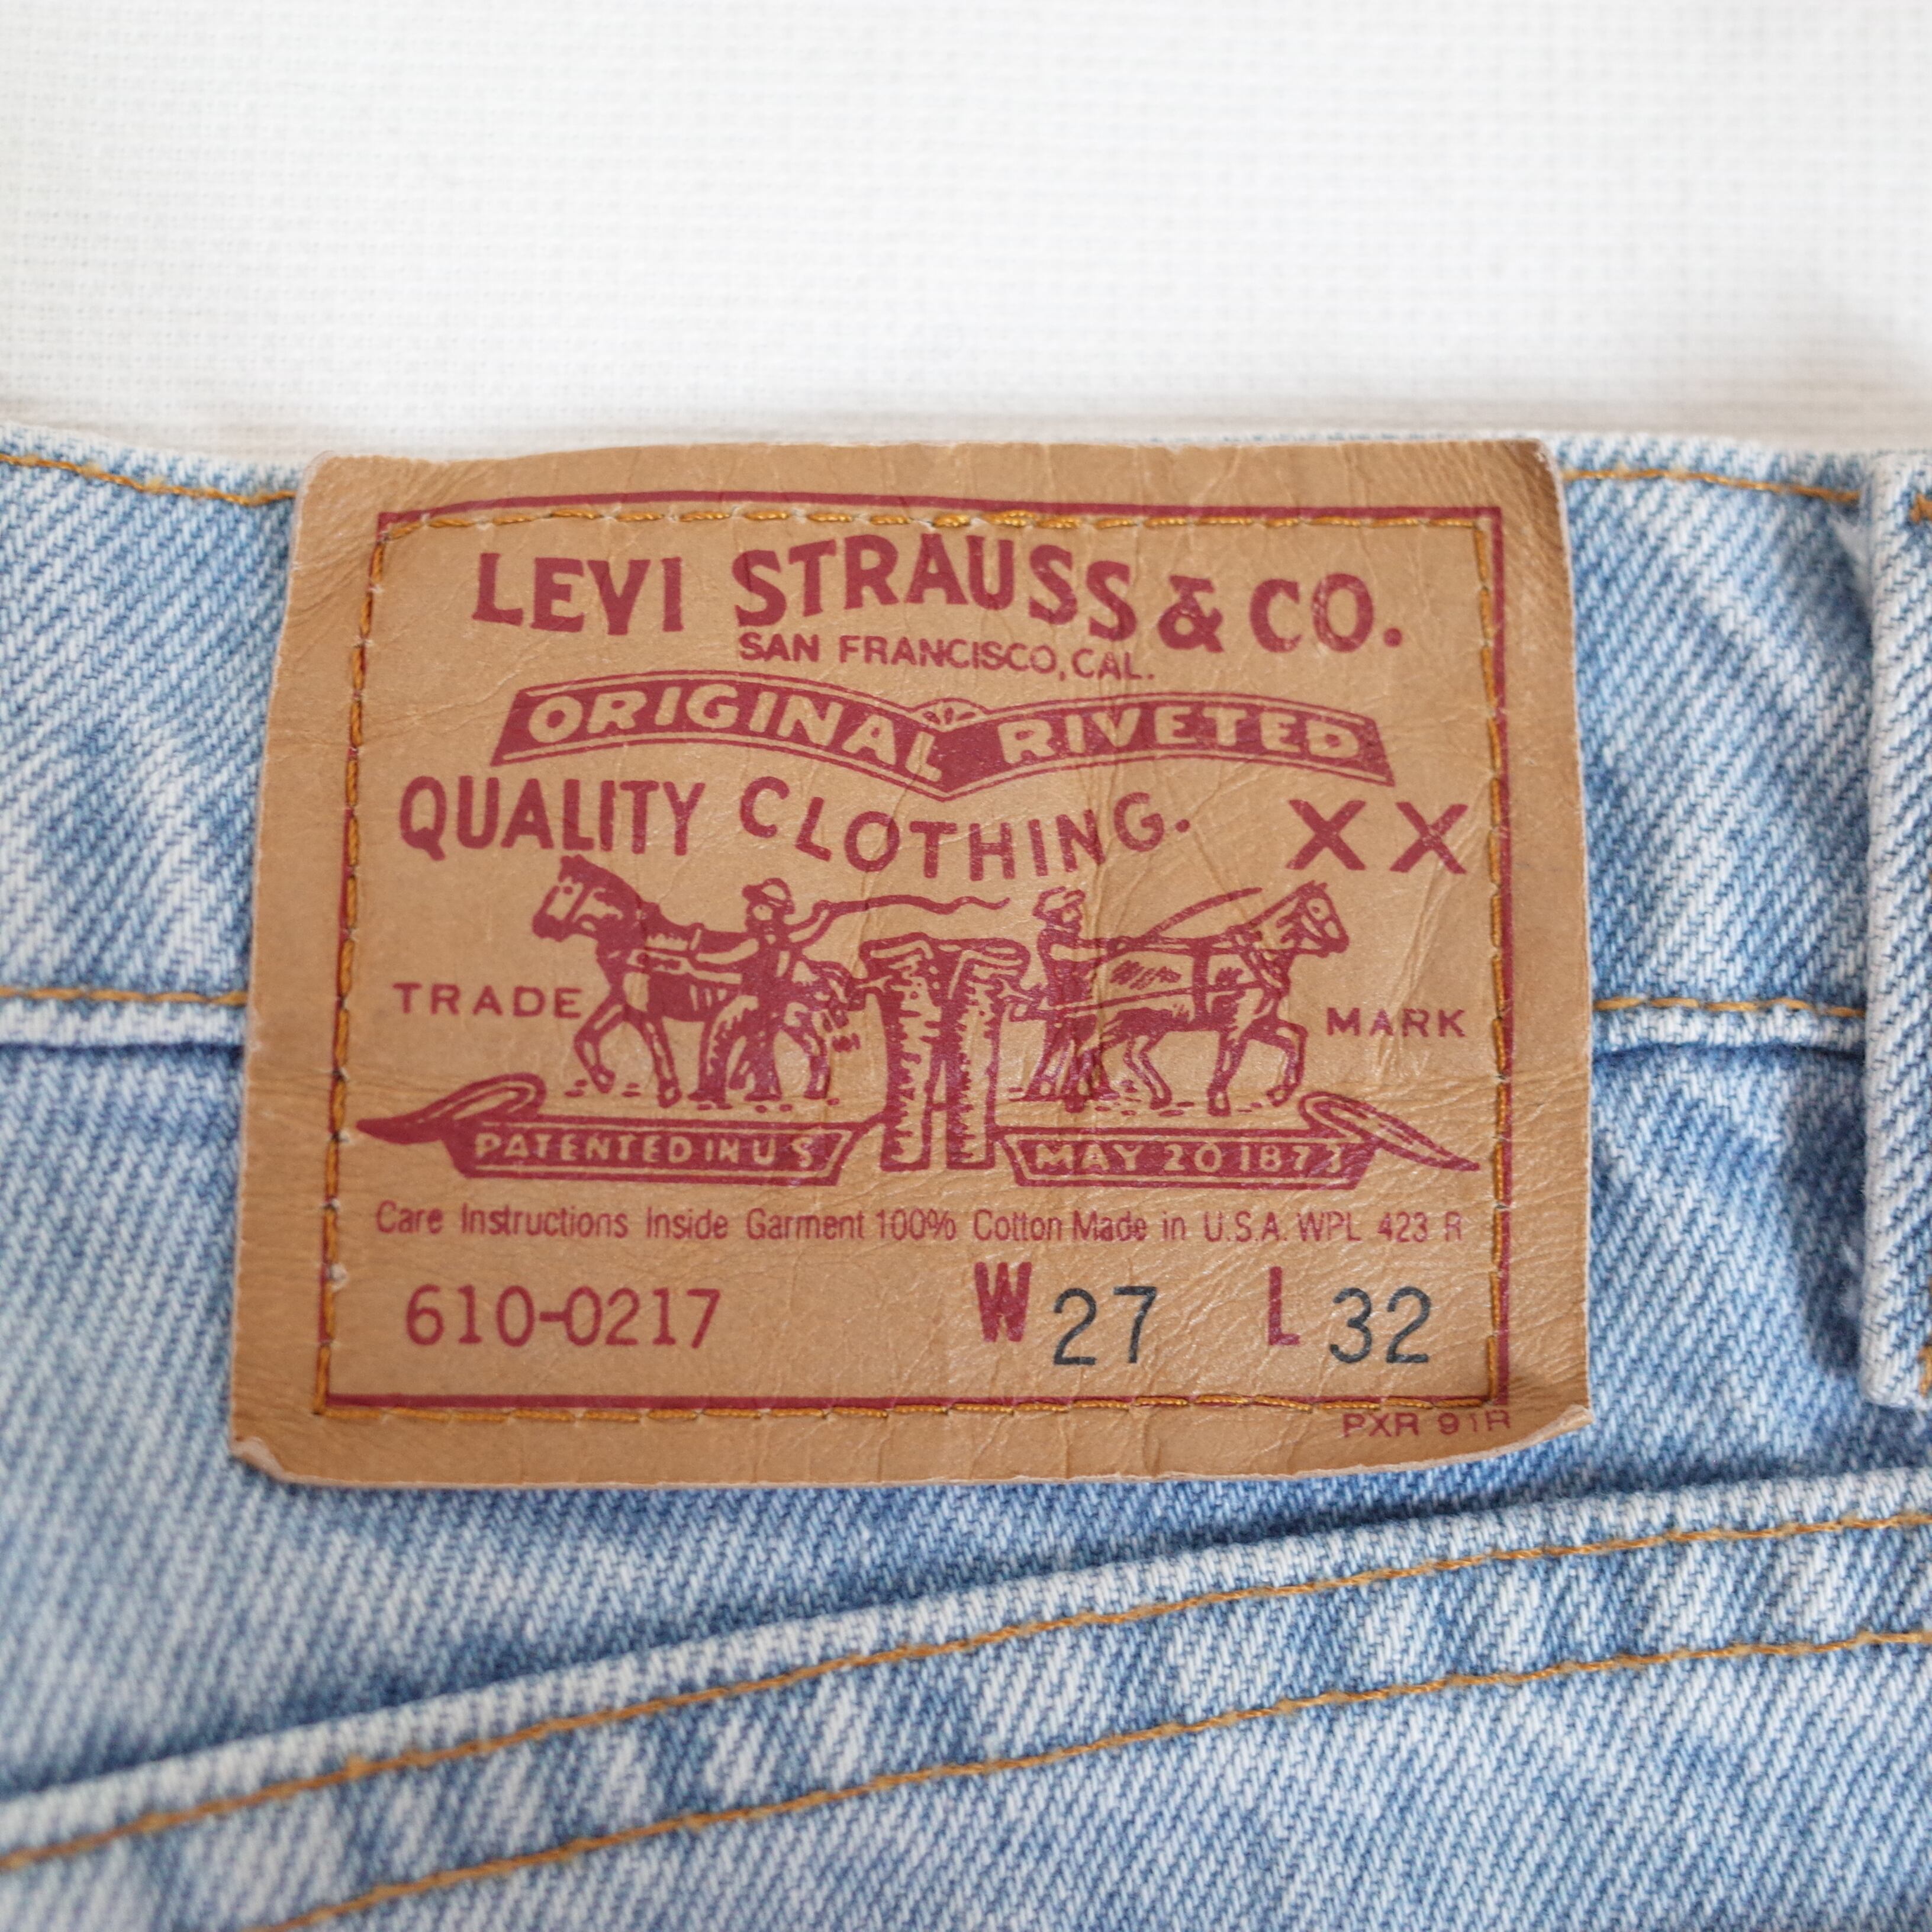 LEVI STRAUSS & CO.
SAN FRANCISCO, CAL.
ORIGINAL RIVETED
QUALITY CLOTHING. XX
TRADE MARK
PATENTED IN U S MAY 20 1873
Care Instructions Inside Garment 100% Cotton Made in U.S.A. WPL 423 R
610-0217 W 27 L 32
PXR 91R